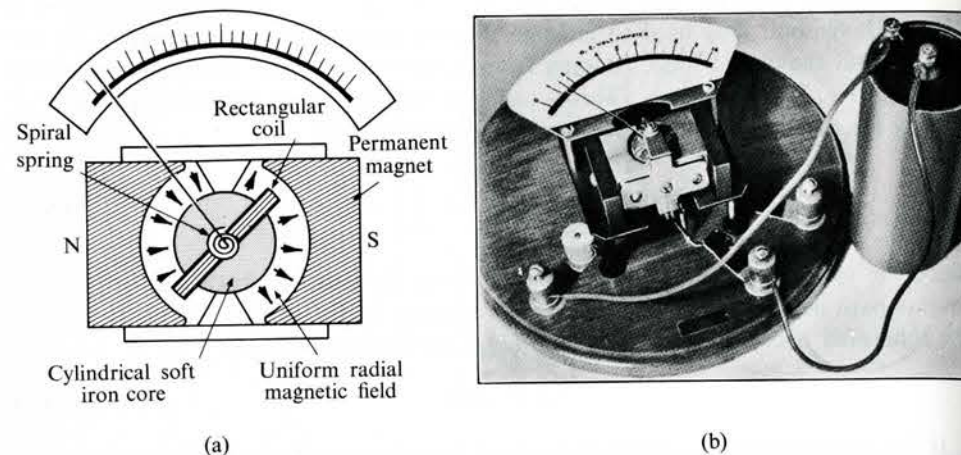 Rectangular
coil
Spiral
spring
Permanent
magnet
N
S
Cylindrical soft
iron core
Uniform radial
magnetic field
(a)
(b)